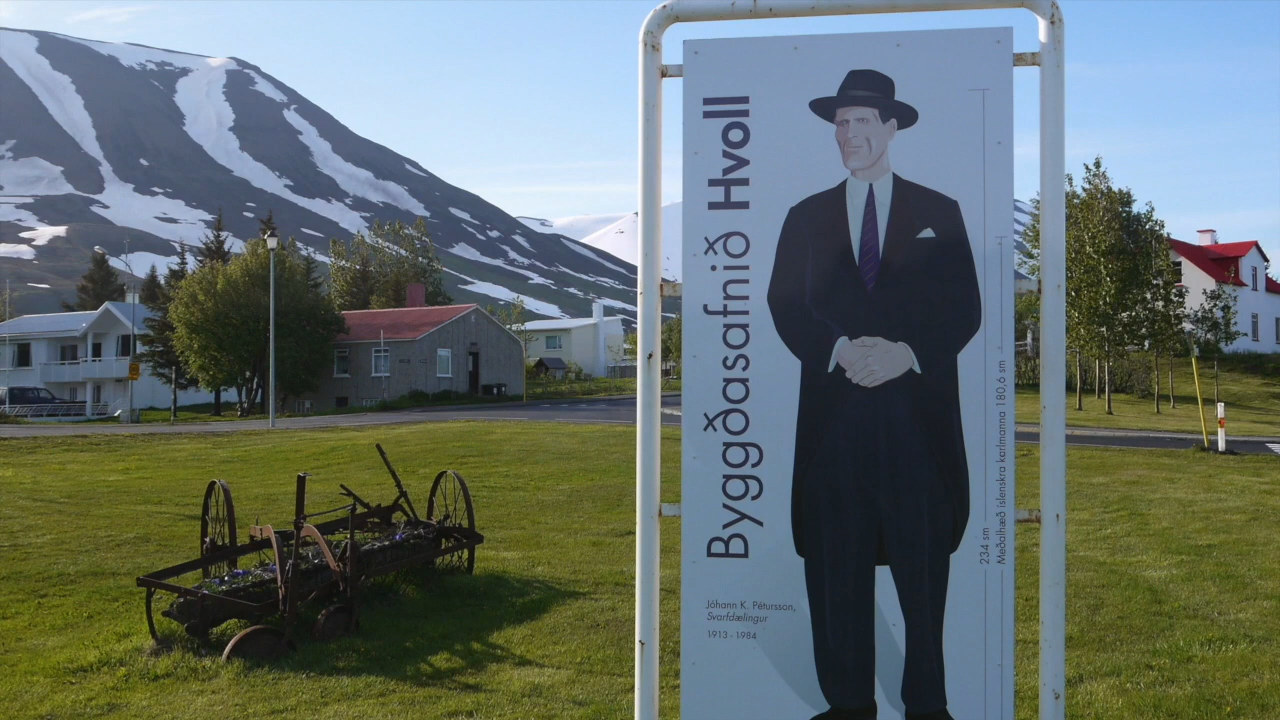 Byggðasafnið Hvoll
Jóhann K. Pétursson,
Svarfdælingur
1913 - 1984
234 sm
Meðalhæð íslenskra karlmanna 180,6 sm